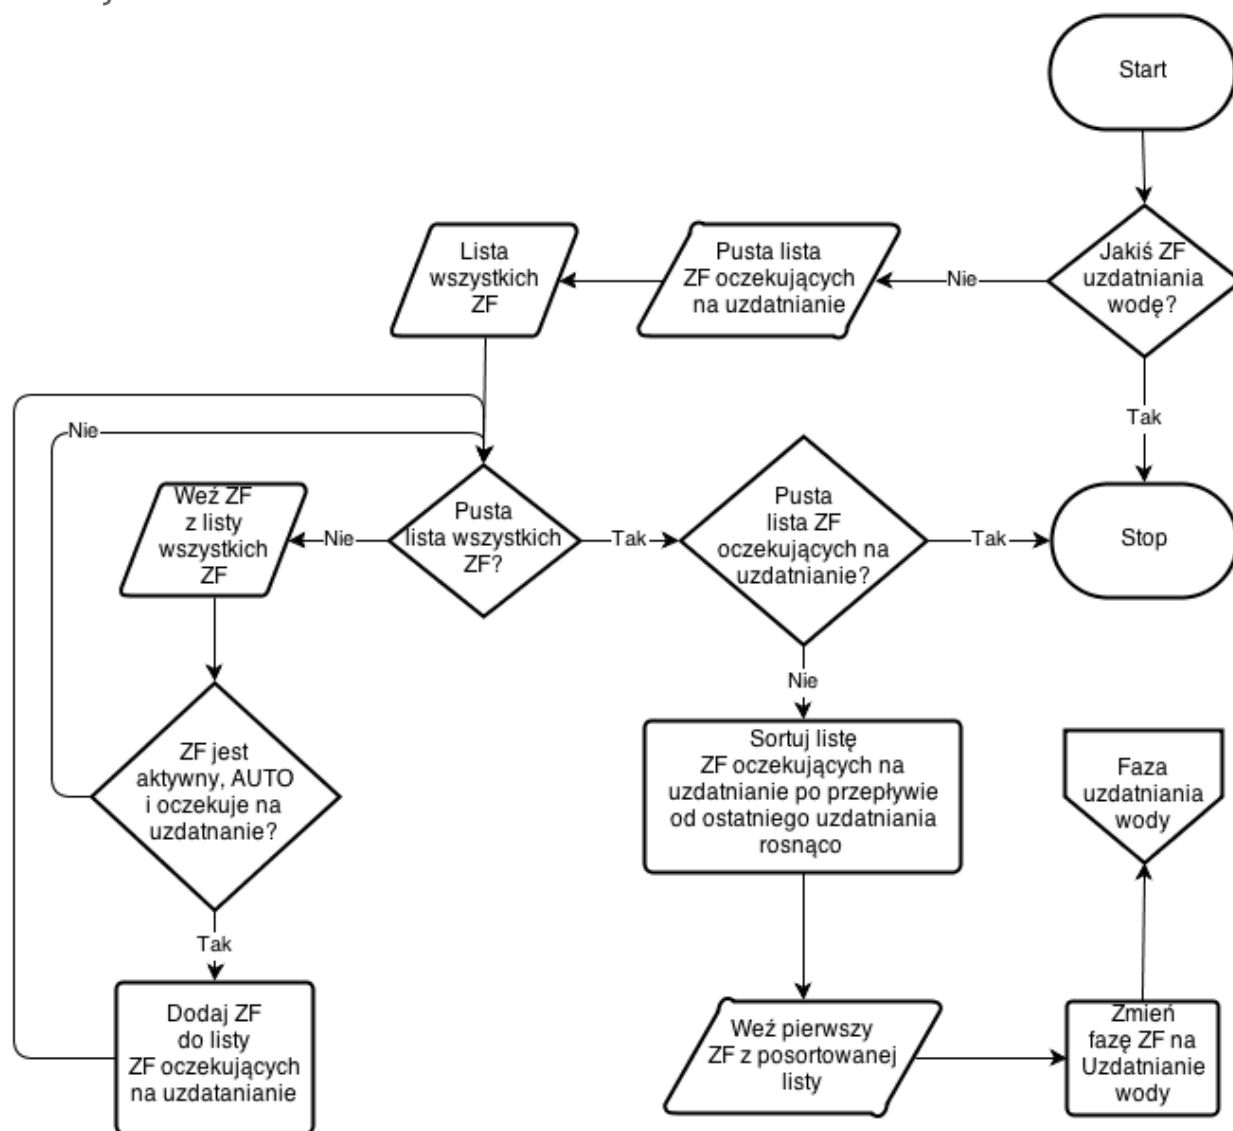 Start
Jakiś ZF
uzdatniania
wodę?
Nie
Tak
Pusta lista
ZF oczekujących
na uzdatnianie
Lista
wszystkich
ZF
Nie
Pusta
lista wszystkich
ZF?
Nie
Tak
Weź ZF
z listy
wszystkich
ZF
Pusta
lista ZF
oczekujących na
uzdatnianie?
Tak
Stop
Nie
ZF jest
aktywny, AUTO
i oczekuje na
uzdatnanie?
Tak
Dodaj ZF
do listy
ZF oczekujących
na uzdatanianie
Sortuj listę
ZF oczekujących na
uzdatnianie po przepływie
od ostatniego uzdatniania
rosnąco
Weź pierwszy
ZF z posortowanej
listy
Zmień
fazę ZF na
Uzdatnianie
wody
Faza
uzdatniania
wody